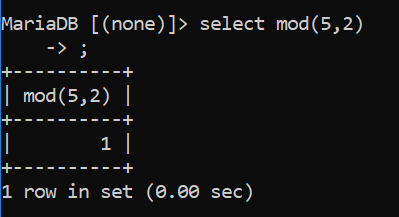 MariaDB [(none)]> select mod(5,2)
    -> ;
+----------+
| mod(5,2) |
+----------+
|        1 |
+----------+
1 row in set (0.00 sec)